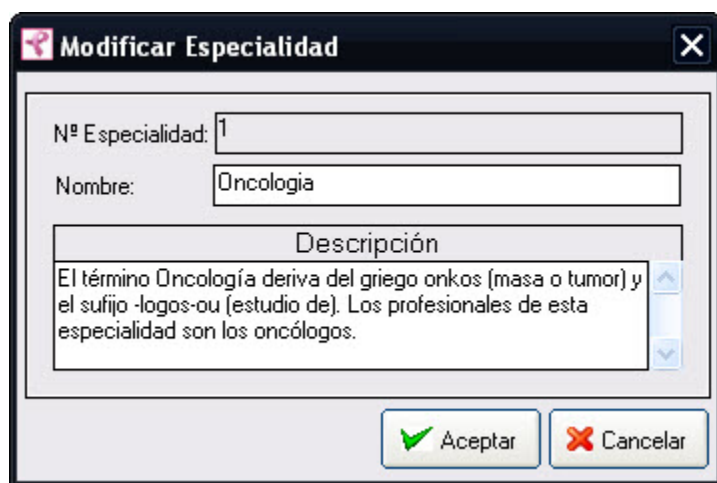 Modificar Especialidad
Nº Especialidad: 1
Nombre: Oncologia
Descripción
El término Oncología deriva del griego onkos (masa o tumor) y
el sufijo -logos-ou (estudio de). Los profesionales de esta
especialidad son los oncólogos.
Aceptar Cancelar